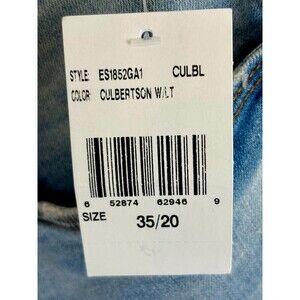 STYLE: ES1852GA1 CULBL
COLOR: CULBERTSON W/LT
6 52874 62946 9
SIZE 35/20